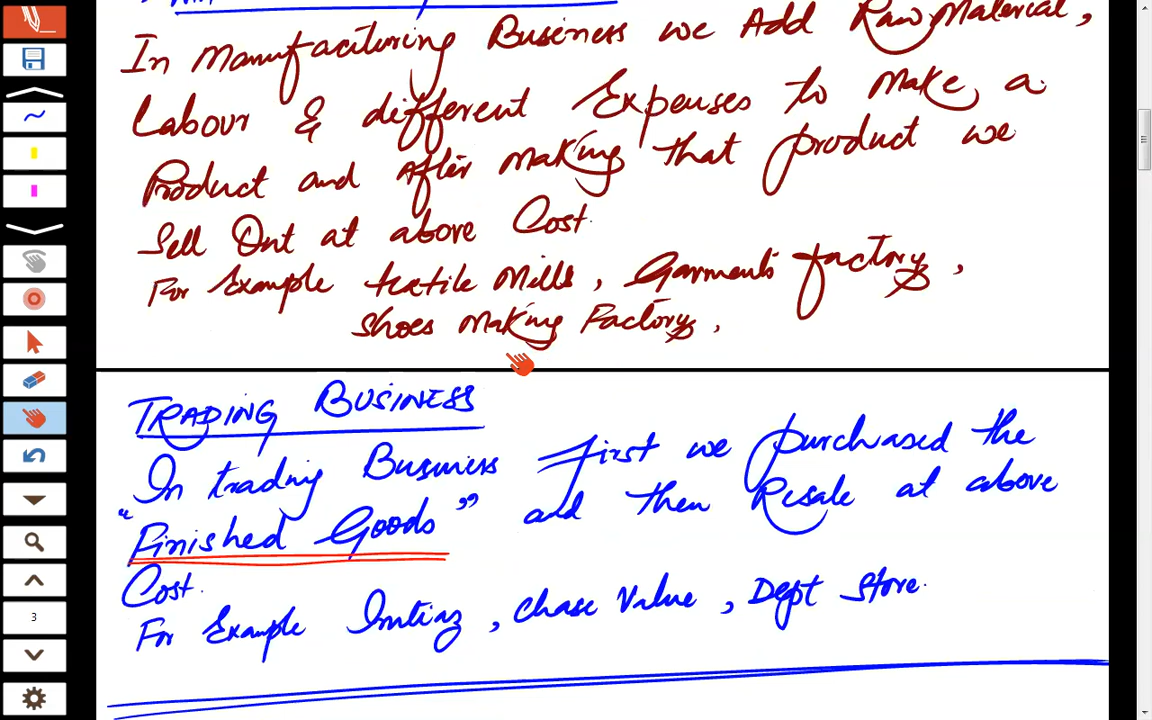 In Manufacturing Business we Add Raw Material,
Labour & different Expenses to Make a
Product and After Making that product we
Sell Out at above Cost.
For Example textile Mills, Garments factory,
Shoes Making Factory,
TRADING BUSINESS
In trading Business first we purchased the
"Finished Goods" and then Resale at above
Cost.
For Example Imtiaz, Chase Value, Dept Store.
3